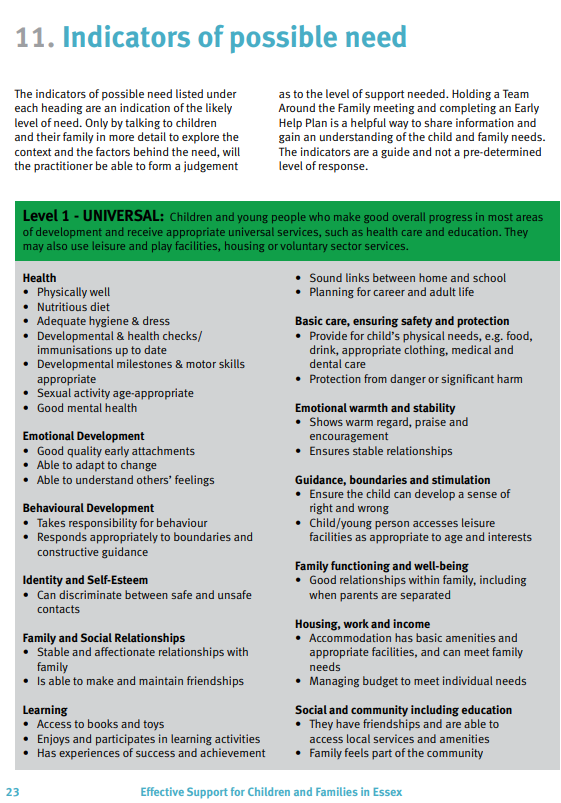 11. Indicators of possible need
The indicators of possible need listed under
each heading are an indication of the likely
level of need. Only by talking to children
and their family in more detail to explore the
context and the factors behind the need, will
the practitioner be able to form a judgement
as to the level of support needed. Holding a Team
Around the Family meeting and completing an Early
Help Plan is a helpful way to share information and
gain an understanding of the child and family needs.
The indicators are a guide and not a pre-determined
level of response.
Level 1 - UNIVERSAL: Children and young people who make good overall progress in most areas
of development and receive appropriate universal services, such as health care and education. They
may also use leisure and play facilities, housing or voluntary sector services.
Health
• Physically well
• Nutritious diet
• Adequate hygiene & dress
• Developmental & health checks/
immunisations up to date
• Developmental milestones & motor skills
appropriate
• Sexual activity age-appropriate
• Good mental health
Emotional Development
• Good quality early attachments
• Able to adapt to change
• Able to understand others' feelings
Behavioural Development
• Takes responsibility for behaviour
• Responds appropriately to boundaries and
constructive guidance
Identity and Self-Esteem
• Can discriminate between safe and unsafe
contacts
Family and Social Relationships
• Stable and affectionate relationships with
family
• Is able to make and maintain friendships
Learning
• Access to books and toys
• Enjoys and participates in learning activities
• Has experiences of success and achievement
• Sound links between home and school
• Planning for career and adult life
Basic care, ensuring safety and protection
• Provide for child's physical needs, e.g. food,
drink, appropriate clothing, medical and
dental care
• Protection from danger or significant harm
Emotional warmth and stability
• Shows warm regard, praise and
encouragement
• Ensures stable relationships
Guidance, boundaries and stimulation
• Ensure the child can develop a sense of
right and wrong
• Child/young person accesses leisure
facilities as appropriate to age and interests
Family functioning and well-being
• Good relationships within family, including
when parents are separated
Housing, work and income
• Accommodation has basic amenities and
appropriate facilities, and can meet family
needs
• Managing budget to meet individual needs
Social and community including education
• They have friendships and are able to
access local services and amenities
• Family feels part of the community
23 Effective Support for Children and Families in Essex